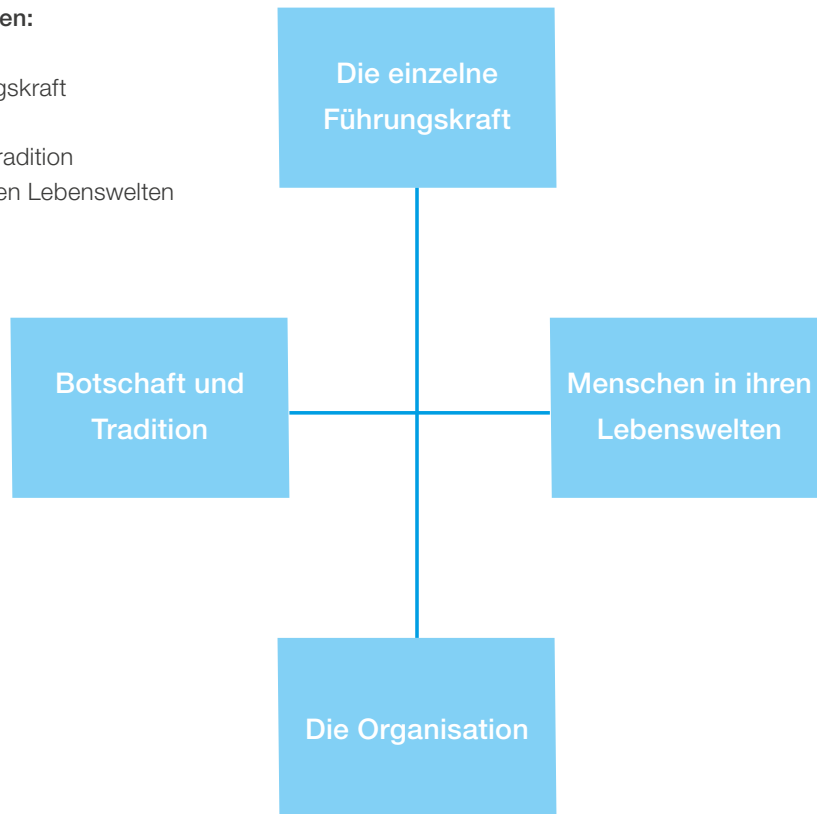 en:
gskraft
radition
en Lebenswelten
Die einzelne
Führungskraft
Botschaft und
Tradition
Menschen in ihren
Lebenswelten
Die Organisation